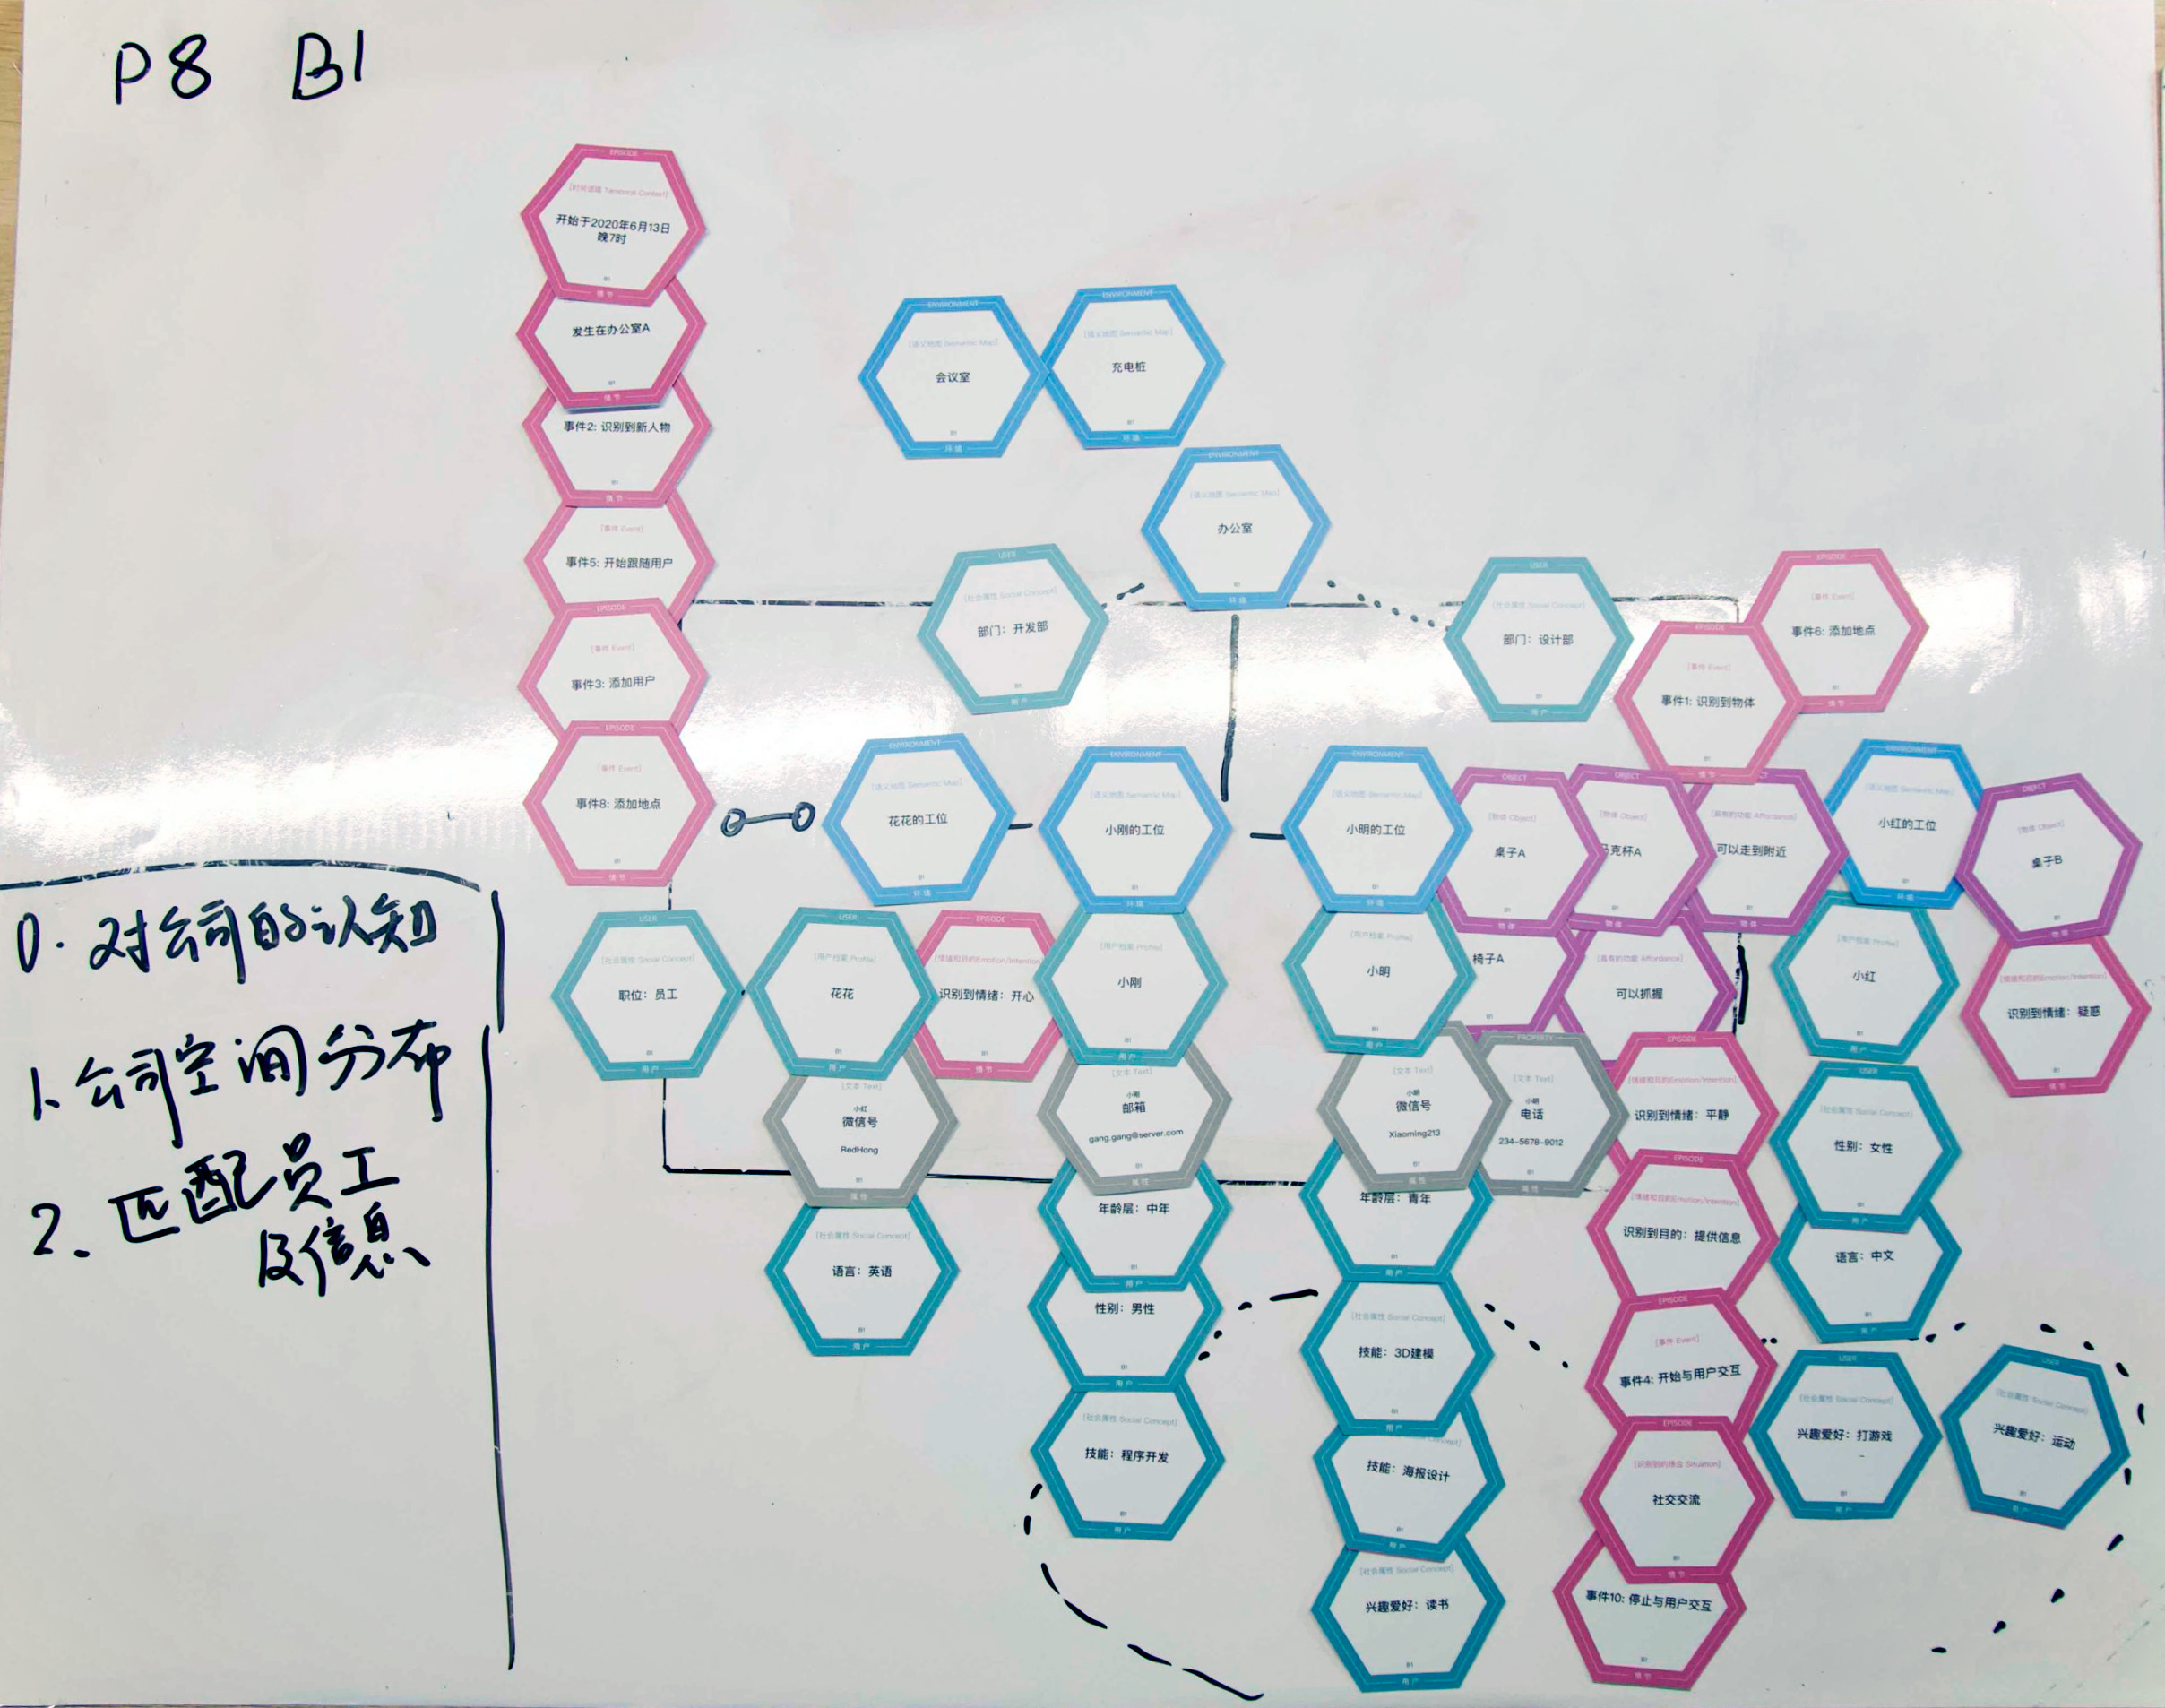 P8 B1
EPISODE
[时间语境 Temporal Context]
开始于2020年6月13日
晚7时
B1
情节
发生在办公室A
B1
情节
事件2: 识别到新人物
B1
情节
[事件 Event]
事件5: 开始跟随用户
EPISODE
[事件 Event]
事件3: 添加用户
EPISODE
[事件 Event]
事件8: 添加地点
B1
情节
ENVIRONMENT
[语义地图 Semantic Map]
会议室
B1
环境
ENVIRONMENT
[语义地图 Semantic Map]
充电桩
B1
环境
ENVIRONMENT
[语义地图 Semantic Map]
办公室
B1
环境
USER
[社会属性 Social Concept]
部门：开发部
B1
用户
USER
[社会属性 Social Concept]
部门：设计部
B1
用户
EPISODE
[事件 Event]
事件6: 添加地点
B1
情节
EPISODE
[事件 Event]
事件1: 识别到物体
B1
情节
ENVIRONMENT
[语义地图 Semantic Map]
花花的工位
B1
环境
ENVIRONMENT
[语义地图 Semantic Map]
小刚的工位
B1
环境
ENVIRONMENT
[语义地图 Semantic Map]
小明的工位
B1
环境
OBJECT
[物体 Object]
桌子A
B1
物体
OBJECT
[物体 Object]
克杯A
B1
物体
[具有的功能 Affordance]
可以走到附近
B1
物体
ENVIRONMENT
[语义地图 Semantic Map]
小红的工位
B1
环境
OBJECT
[物体 Object]
桌子B
B1
物体
0. 对公司的认知
1. 公司空间分布
2. 匹配员工
及信息
USER
[社会属性 Social Concept]
职位：员工
B1
用户
USER
[用户档案 Profile]
花花
B1
用户
EPISODE
[情绪和目的Emotion/Intention]
识别到情绪：开心
B1
情节
[用户档案 Profile]
小刚
B1
用户
[用户档案 Profile]
小明
B1
用户
椅子A
B1
[具有的功能 Affordance]
可以抓握
[用户档案 Profile]
小红
B1
用户
[情绪和目的Emotion/Intention]
识别到情绪：疑惑
B1
情节
[文本 Text]
小红
微信号
RedHong
B1
属性
[文本 Text]
小刚
邮箱
gang.gang@server.com
B1
属性
[文本 Text]
小明
微信号
Xiaoming213
B1
属性
PROPERTY
[文本 Text]
小明
电话
234-5678-9012
B1
属性
EPISODE
[情绪和目的Emotion/Intention]
识别到情绪：平静
USER
[社会属性 Social Concept]
性别：女性
B1
用户
[社会属性 Social Concept]
语言：英语
B1
用户
年龄层：中年
B1
用户
年龄层：青年
B1
用户
EPISODE
[情绪和目的Emotion/Intention]
识别到目的：提供信息
语言：中文
B1
用户
性别：男性
B1
用户
[社会属性 Social Concept]
技能：3D建模
B1
用户
EPISODE
[事件 Event]
事件4: 开始与用户交互
USER
[社会属性 Social Concept]
兴趣爱好：打游戏
B1
用户
USER
[社会属性 Social Concept]
兴趣爱好：运动
B1
用户
[社会属性 Social Concept]
技能：程序开发
B1
用户
技能：海报设计
B1
用户
EPISODE
[识别到的场合 Situation]
社交交流
B1
情节
[社会属性 Social Concept]
兴趣爱好：读书
B1
用户
事件10: 停止与用户交互
B1
情节